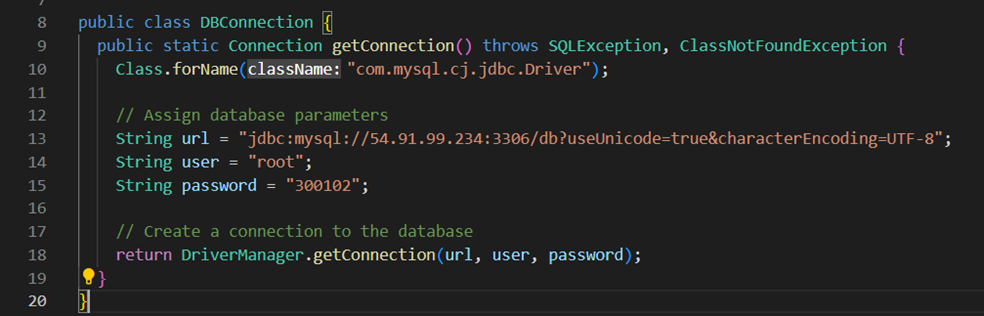 8 public class DBConnection {
9 public static Connection getConnection() throws SQLException, ClassNotFoundException {
10 Class.forName(className: "com.mysql.cj.jdbc.Driver");
11
12 // Assign database parameters
13 String url = "jdbc:mysql://54.91.99.234:3306/db?useUnicode=true&characterEncoding=UTF-8";
14 String user = "root";
15 String password = "300102";
16
17 // Create a connection to the database
18 return DriverManager.getConnection(url, user, password);
19 }
20 }